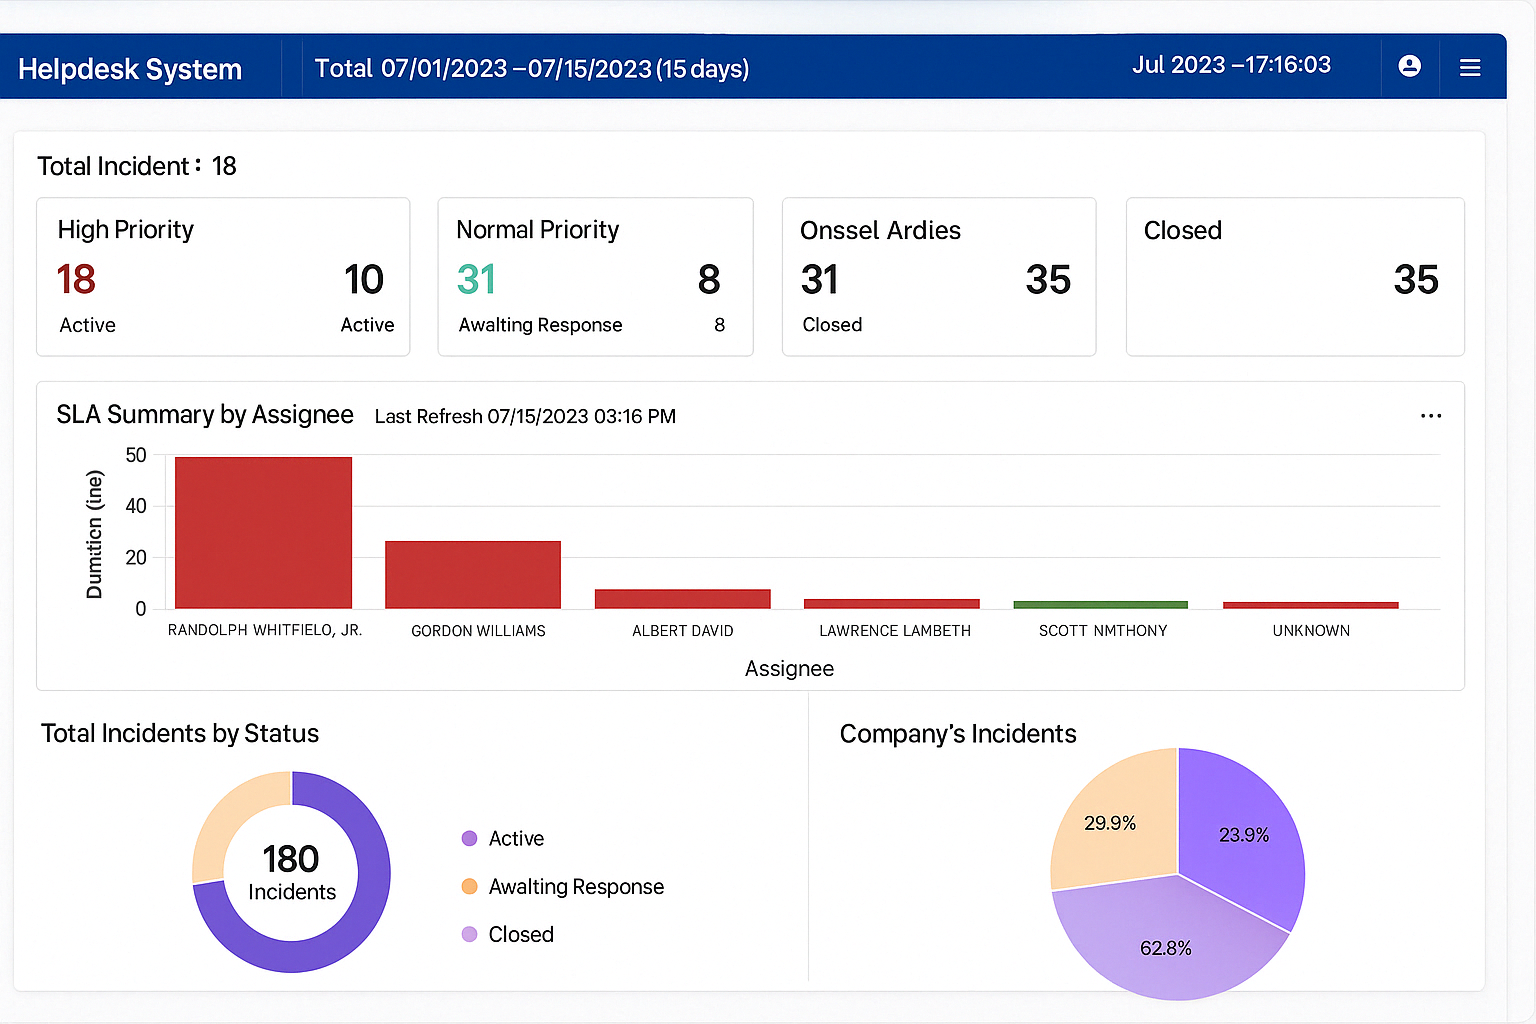 Helpdesk System
Total 07/01/2023 –07/15/2023 (15 days)
Jul 2023 –17:16:03
Total Incident : 18
High Priority
18 10
Active Active
Normal Priority
31 8
Awalting Response 8
Onssel Ardies
31 35
Closed
Closed
35
SLA Summary by Assignee Last Refresh 07/15/2023 03:16 PM
...
Dumiticn (ine)
50
40
20
0
RANDOLPH WHITFIELO, JR. GORDON WILLIAMS ALBERT DAVID LAWRENCE LAMBETH SCOTT NMTHONY UNKNOWN
Assignee
Total Incidents by Status
180
Incidents
Active
Awalting Response
Closed
Company's Incidents
29.9%
23.9%
62.8%